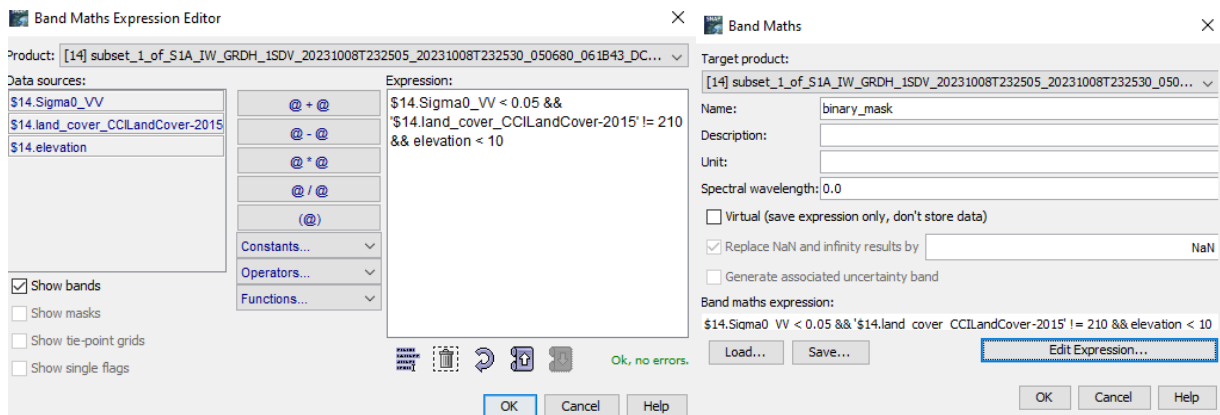 Band Maths Expression Editor
Product: [14] subset_1_of_S1A_IW_GRDH_1SDV_20231008T232505_20231008T232530_050680_061B43_DC...
Data sources:
$14.Sigma0_VV
$14.land_cover_CCILandCover-2015
$14.elevation
@ + @
@ - @
@ * @
@ / @
(@)
Constants...
Operators...
Functions...
Expression:
$14.Sigma0_VV < 0.05 &&
'$14.land_cover_CCILandCover-2015' != 210
&& elevation < 10
Show bands
Show masks
Show tie-point grids
Show single flags
Ok, no errors.
OK
Cancel
Help
Band Maths
Target product:
[14] subset_1_of_S1A_IW_GRDH_1SDV_20231008T232505_20231008T232530_050...
Name: binary_mask
Description:
Unit:
Spectral wavelength: 0.0
Virtual (save expression only, don't store data)
Replace NaN and infinity results by NaN
Generate associated uncertainty band
Band maths expression:
$14.Sigma0_VV < 0.05 && '$14.land_cover_CCILandCover-2015' != 210 && elevation < 10
Load...
Save...
Edit Expression...
OK
Cancel
Help